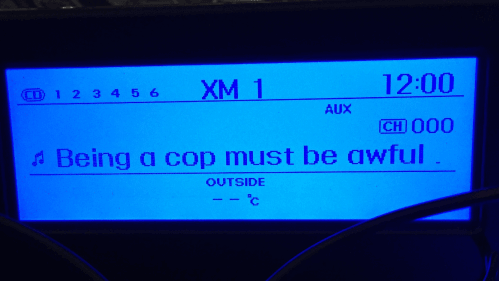 CD 1 2 3 4 5 6 XM 1 12:00
AUX
CH 000
♫ Being a cop must be awful .
OUTSIDE
-- °C